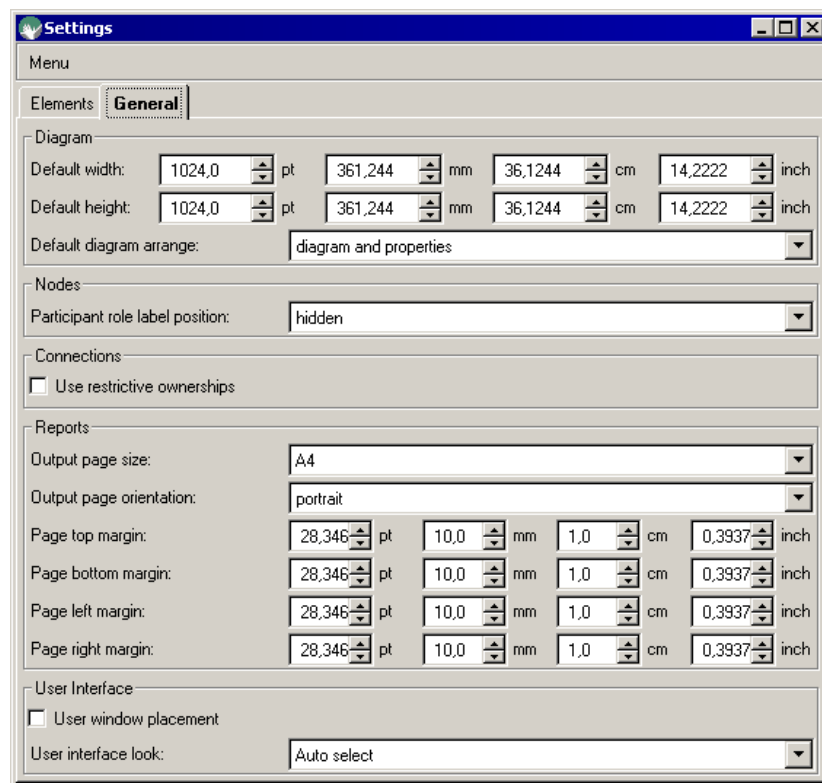 Settings
Menu
Elements General
Diagram
Default width: 1024,0 pt 361,244 mm 36,1244 cm 14,2222 inch
Default height: 1024,0 pt 361,244 mm 36,1244 cm 14,2222 inch
Default diagram arrange: diagram and properties
Nodes
Participant role label position: hidden
Connections
Use restrictive ownerships
Reports
Output page size: A4
Output page orientation: portrait
Page top margin: 28,346 pt 10,0 mm 1,0 cm 0,3937 inch
Page bottom margin: 28,346 pt 10,0 mm 1,0 cm 0,3937 inch
Page left margin: 28,346 pt 10,0 mm 1,0 cm 0,3937 inch
Page right margin: 28,346 pt 10,0 mm 1,0 cm 0,3937 inch
User Interface
User window placement
User interface look: Auto select